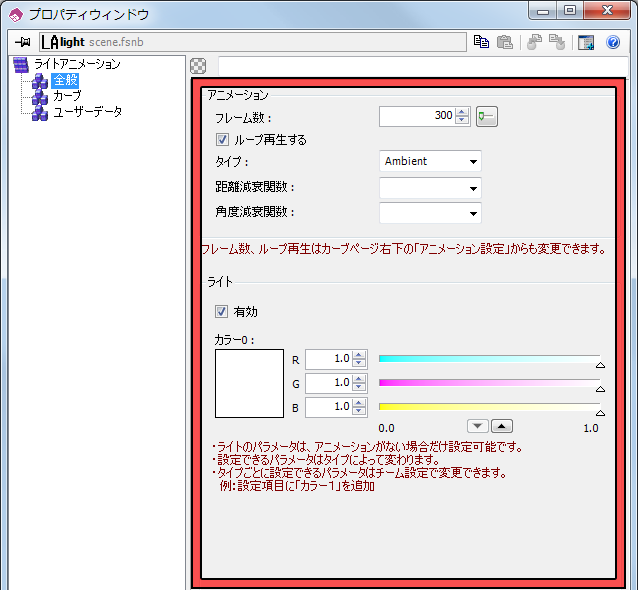 プロパティウィンドウ
LA light scene.fsnb
ライトアニメーション
全般
カーブ
ユーザーデータ
アニメーション
フレーム数： 300
ループ再生する
タイプ： Ambient
距離減衰関数：
角度減衰関数：
フレーム数、ループ再生はカーブページ右下の「アニメーション設定」からも変更できます。
ライト
有効
カラー0：
R 1.0
G 1.0
B 1.0
0.0 1.0
・ライトのパラメータは、アニメーションがない場合だけ設定可能です。
・設定できるパラメータはタイプによって変わります。
・タイプごとに設定できるパラメータはチーム設定で変更できます。
例：設定項目に「カラー1」を追加